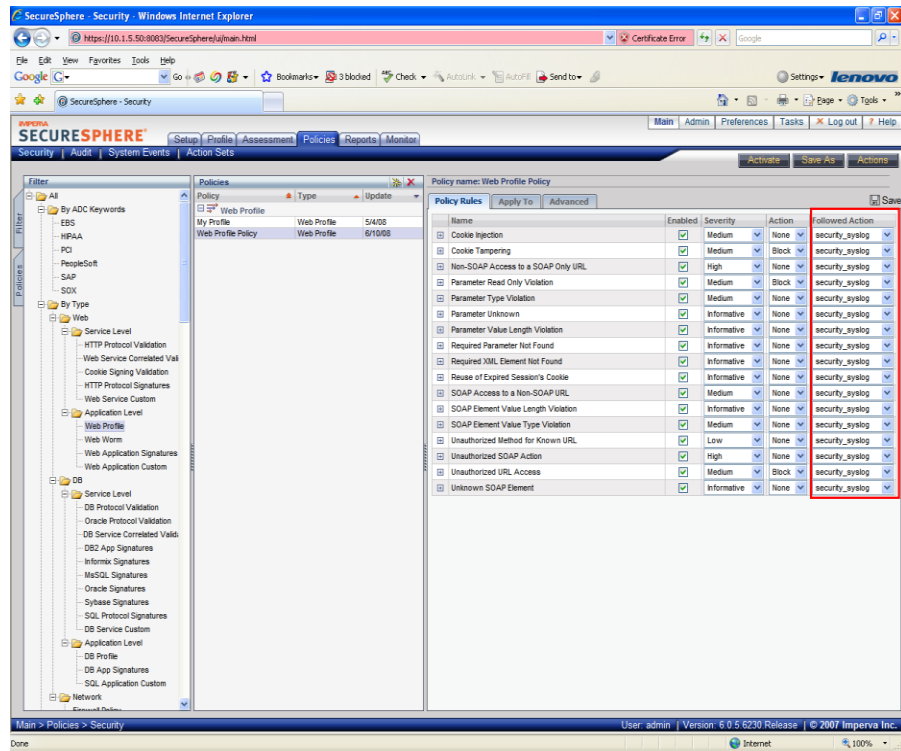 SecureSphere - Security - Windows Internet Explorer
https://10.1.5.50:8083/SecureSphere/ui/main.html
Certificate Error
Google
File Edit View Favorites Tools Help
Google G Go Bookmarks 3 blocked Check AutoLink AutoFill Send to Settings lenovo
SecureSphere - Security
Page Tools »
IMPERVA
SECURESPHERE
Main Admin Preferences Tasks Log out ? Help
Setup Profile Assessment Policies Reports Monitor
Security | Audit | System Events | Action Sets
Activate Save As Actions
Filter
Filter
Policies
All
By ADC Keywords
EBS
HIPAA
PCI
PeopleSoft
SAP
SOX
By Type
Web
Service Level
HTTP Protocol Validation
Web Service Correlated Vali
Cookie Signing Validation
HTTP Protocol Signatures
Web Service Custom
Application Level
Web Profile
Web Worm
Web Application Signatures
Web Application Custom
DB
Service Level
DB Protocol Validation
Oracle Protocol Validation
DB Service Correlated Valid
DB2 App Signatures
Informix Signatures
MsSQL Signatures
Oracle Signatures
Sybase Signatures
SQL Protocol Signatures
DB Service Custom
Application Level
DB Profile
DB App Signatures
SQL Application Custom
Network
Firewall Policy
Policies
Policy Type Update
Web Profile
My Profile Web Profile 5/4/08
Web Profile Policy Web Profile 6/10/08
Policy name: Web Profile Policy
Policy Rules Apply To Advanced Save
Name Enabled Severity Action Followed Action
Cookie Injection Medium None security_syslog
Cookie Tampering Medium Block security_syslog
Non-SOAP Access to a SOAP Only URL High None security_syslog
Parameter Read Only Violation Medium Block security_syslog
Parameter Type Violation Medium None security_syslog
Parameter Unknown Informative None security_syslog
Parameter Value Length Violation Informative None security_syslog
Required Parameter Not Found Informative None security_syslog
Required XML Element Not Found Informative None security_syslog
Reuse of Expired Session's Cookie Informative None security_syslog
SOAP Access to a Non-SOAP URL Medium None security_syslog
SOAP Element Value Length Violation Informative None security_syslog
SOAP Element Value Type Violation Medium None security_syslog
Unauthorized Method for Known URL Low None security_syslog
Unauthorized SOAP Action High None security_syslog
Unauthorized URL Access Medium Block security_syslog
Unknown SOAP Element Informative None security_syslog
Main > Policies > Security
User: admin | Version: 6.0.5.6230 Release | © 2007 Imperva Inc.
Done Internet 100%